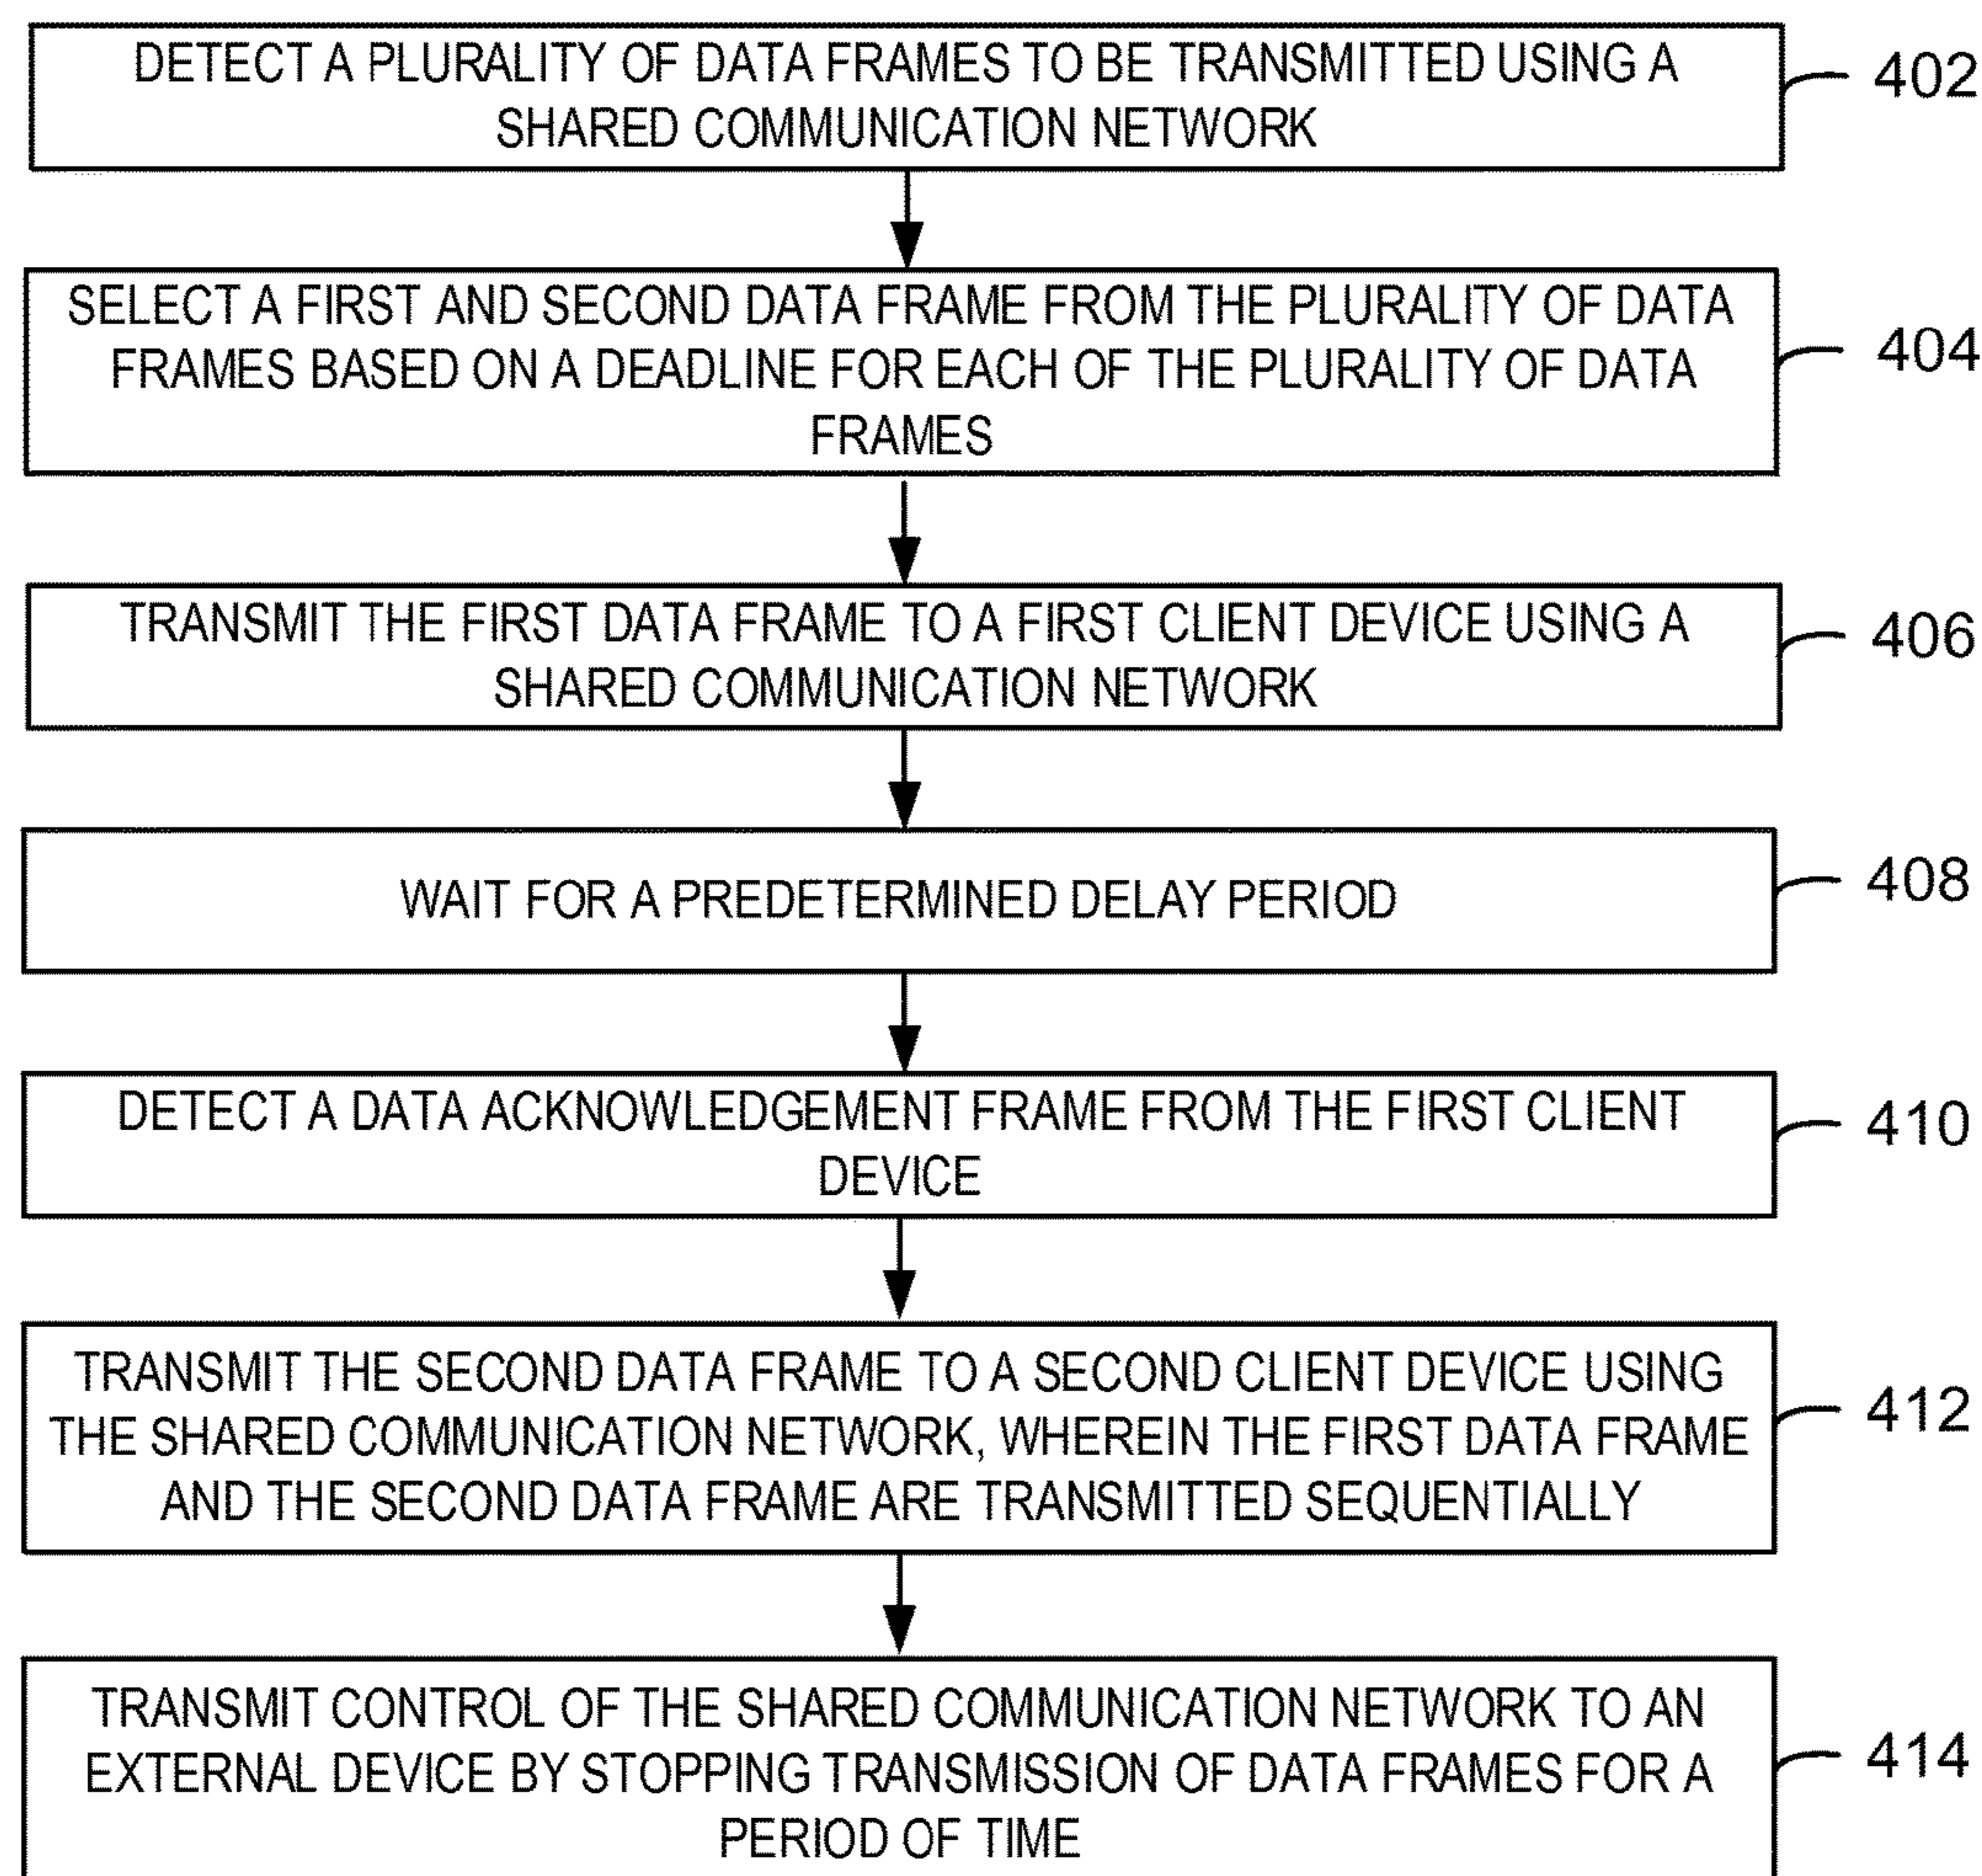 DETECT A PLURALITY OF DATA FRAMES TO BE TRANSMITTED USING A
SHARED COMMUNICATION NETWORK
402
SELECT A FIRST AND SECOND DATA FRAME FROM THE PLURALITY OF DATA
FRAMES BASED ON A DEADLINE FOR EACH OF THE PLURALITY OF DATA
FRAMES
404
TRANSMIT THE FIRST DATA FRAME TO A FIRST CLIENT DEVICE USING A
SHARED COMMUNICATION NETWORK
406
WAIT FOR A PREDETERMINED DELAY PERIOD
408
DETECT A DATA ACKNOWLEDGEMENT FRAME FROM THE FIRST CLIENT
DEVICE
410
TRANSMIT THE SECOND DATA FRAME TO A SECOND CLIENT DEVICE USING
THE SHARED COMMUNICATION NETWORK, WHEREIN THE FIRST DATA FRAME
AND THE SECOND DATA FRAME ARE TRANSMITTED SEQUENTIALLY
412
TRANSMIT CONTROL OF THE SHARED COMMUNICATION NETWORK TO AN
EXTERNAL DEVICE BY STOPPING TRANSMISSION OF DATA FRAMES FOR A
PERIOD OF TIME
414